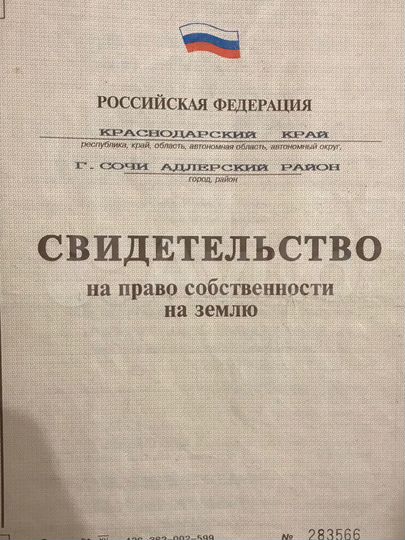 РОССИЙСКАЯ ФЕДЕРАЦИЯ
КРАСНОДАРСКИЙ КРАЙ
республика, край, область, автономная область, автономный округ,
Г. СОЧИ АДЛЕРСКИЙ РАЙОН
город, район
СВИДЕТЕЛЬСТВО
на право собственности
на землю
№ 283566